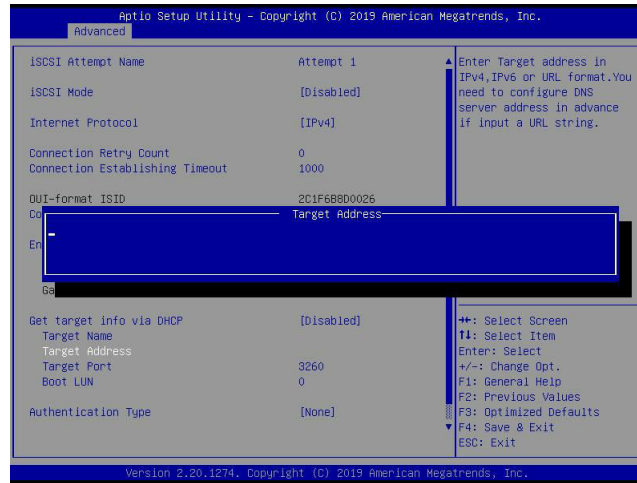 Aptio Setup Utility – Copyright (C) 2019 American Megatrends, Inc.
Advanced
iSCSI Attempt Name Attempt 1
iSCSI Mode [Disabled]
Internet Protocol [IPv4]
Connection Retry Count 0
Connection Establishing Timeout 1000
OUI-format ISID 2C1F6B8D0026
Co
Target Address
En
Ga
Get target info via DHCP [Disabled]
Target Name
Target Address
Target Port 3260
Boot LUN 0
Authentication Type [None]
Enter Target address in
IPv4,IPv6 or URL format.You
need to configure DNS
server address in advance
if input a URL string.
→←: Select Screen
↑↓: Select Item
Enter: Select
+/-: Change Opt.
F1: General Help
F2: Previous Values
F3: Optimized Defaults
F4: Save & Exit
ESC: Exit
Version 2.20.1274. Copyright (C) 2019 American Megatrends, Inc.